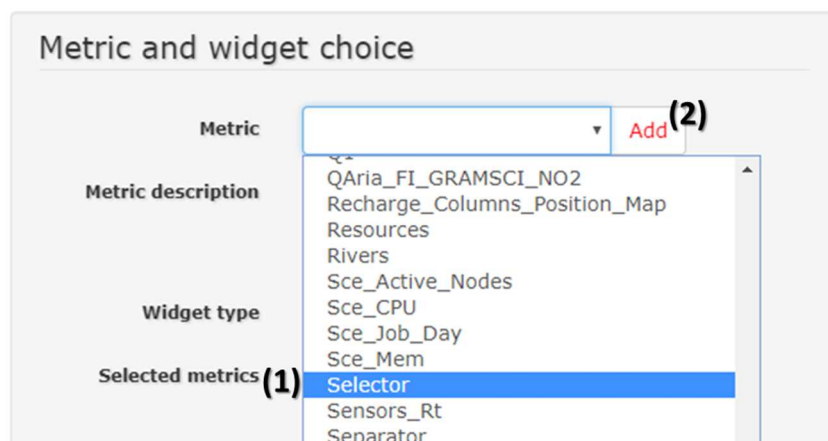 Metric and widget choice
Metric
Add
(2)
Q1
QAria_FI_GRAMSCI_NO2
Metric description
Recharge_Columns_Position_Map
Resources
Rivers
Sce_Active_Nodes
Widget type
Sce_CPU
Sce_Job_Day
Sce_Mem
Selected metrics
(1)
Selector
Sensors_Rt
Separator